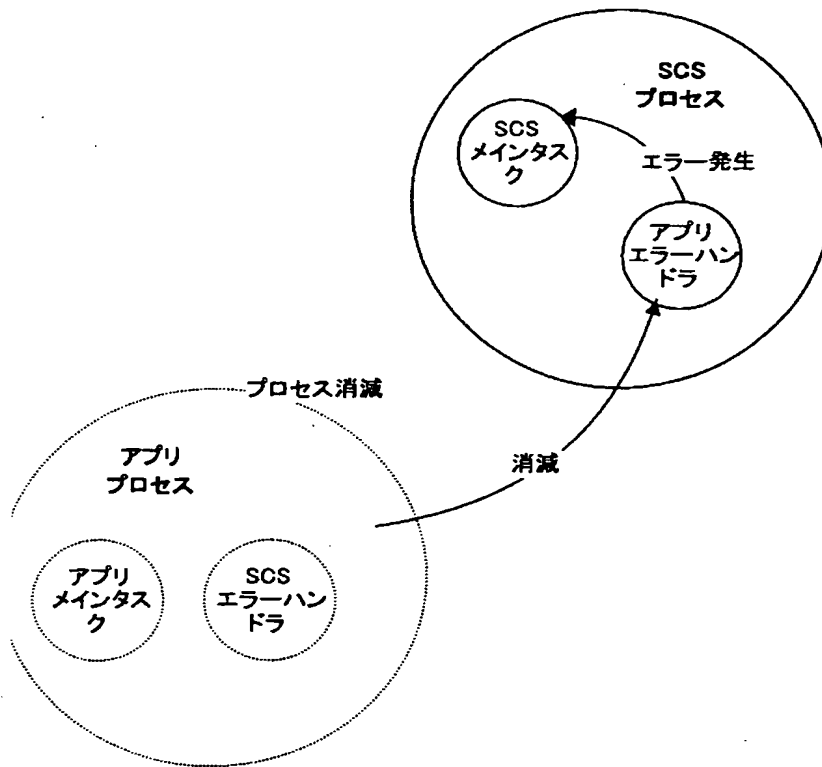 SCS
プロセス
SCS
メインタス
ク
エラー発生
アプリ
エラーハン
ドラ
プロセス消滅
アプリ
プロセス
消滅
アプリ
メインタス
ク
SCS
エラーハン
ドラ